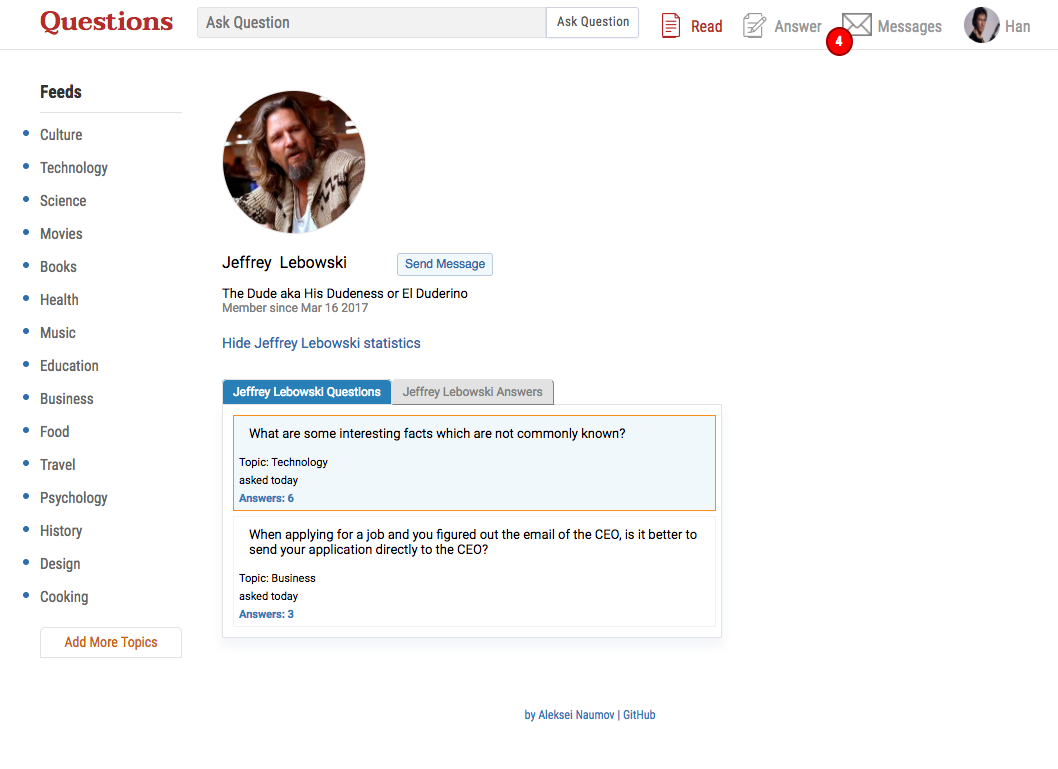 Questions
Ask Question
Ask Question
Read
Answer
4
Messages
Han
Feeds
Culture
Technology
Science
Movies
Books
Health
Music
Education
Business
Food
Travel
Psychology
History
Design
Cooking
Add More Topics
Jeffrey Lebowski
Send Message
The Dude aka His Dudeness or El Duderino
Member since Mar 16 2017
Hide Jeffrey Lebowski statistics
Jeffrey Lebowski Questions
Jeffrey Lebowski Answers
What are some interesting facts which are not commonly known?
Topic: Technology
asked today
Answers: 6
When applying for a job and you figured out the email of the CEO, is it better to
send your application directly to the CEO?
Topic: Business
asked today
Answers: 3
by Aleksei Naumov | GitHub